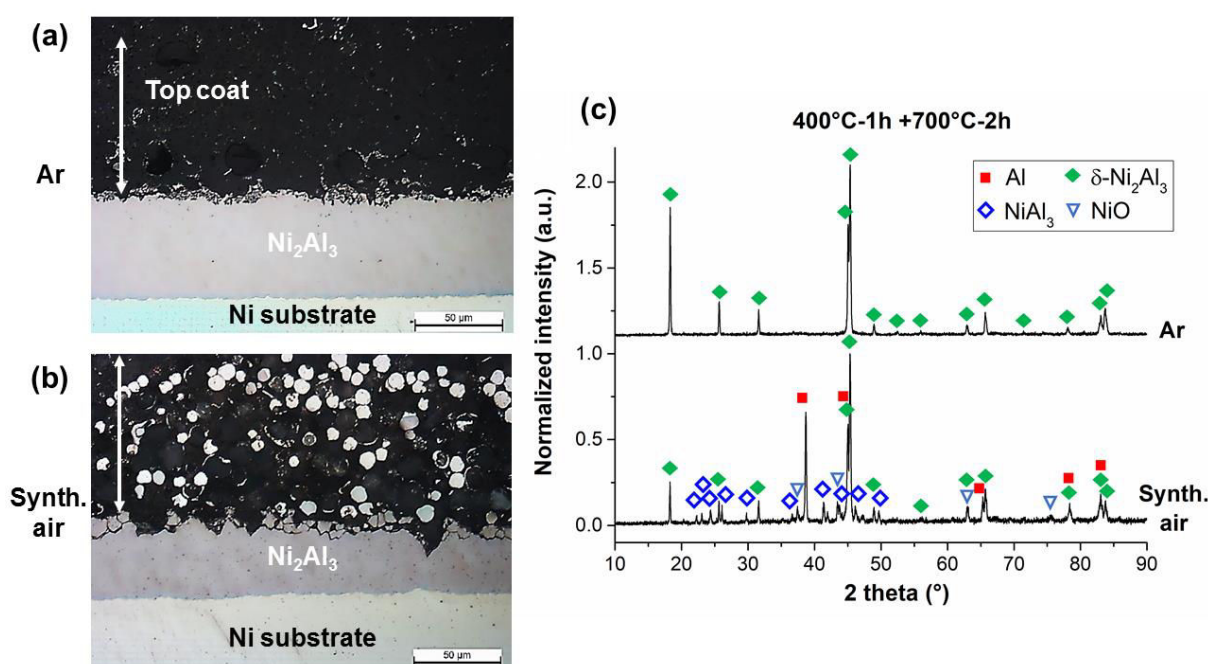 (a)
Top coat
Ar
Ni₂Al₃
Ni substrate
50 µm
(b)
Synth.
air
Ni₂Al₃
Ni substrate
50 µm
(c)
400°C-1h +700°C-2h
Al
δ-Ni₂Al₃
NiAl₃
NiO
Normalized intensity (a.u.)
2.0
1.5
1.0
0.5
0.0
Ar
Synth.
air
10 20 30 40 50 60 70 80 90
2 theta (°)